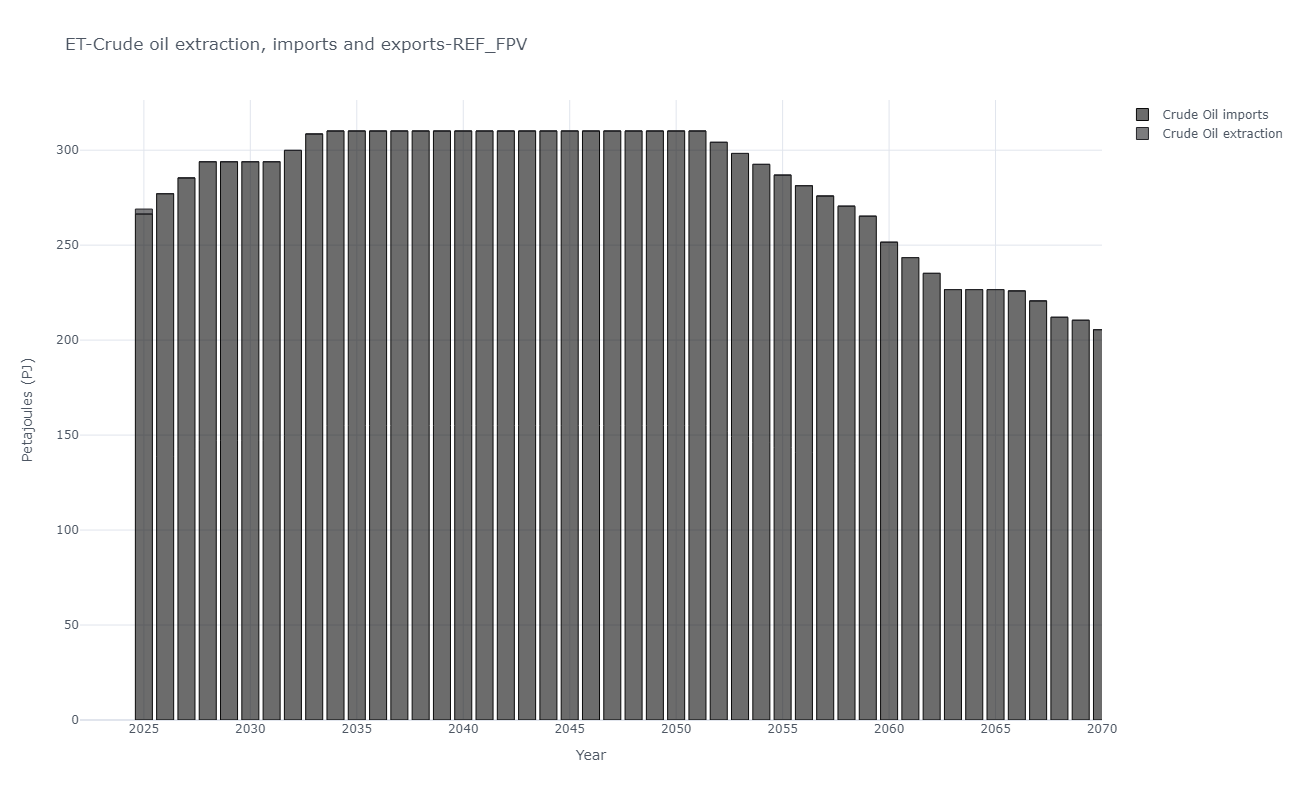 ET-Crude oil extraction, imports and exports-REF_FPV
Crude Oil imports
Crude Oil extraction
300
250
200
150
100
50
0
Petajoules (PJ)
2025 2030 2035 2040 2045 2050 2055 2060 2065 2070
Year